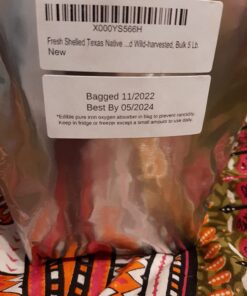 X000YS566H
Fresh Shelled Texas Native ...d Wild-harvested, Bulk 5 Lb.
New
Bagged 11/2022
Best By 05/2024
*Edible pure iron oxygen absorber in bag to prevent rancidity.
Keep in fridge or freezer except a small amount to use daily.